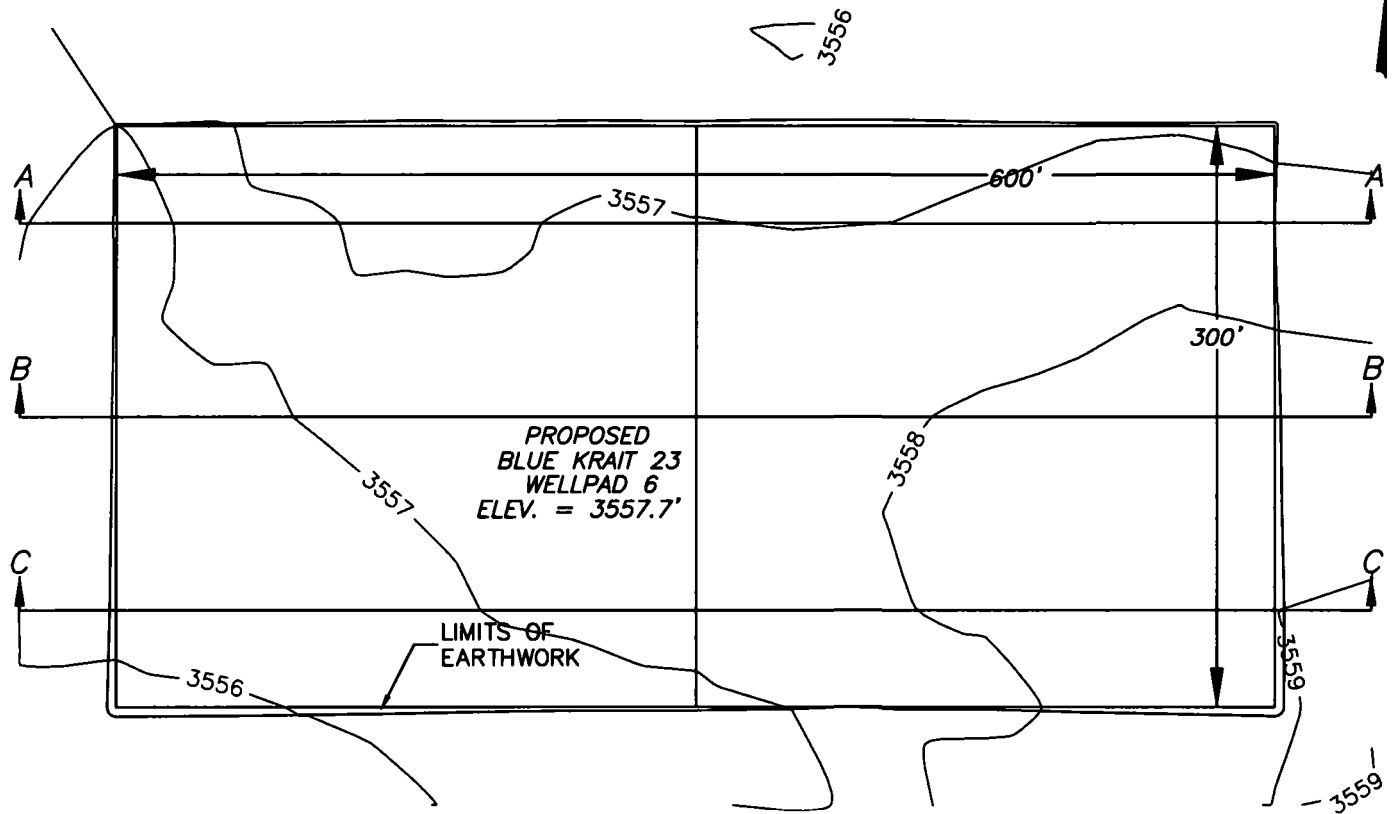 3556
A
A
600'
3557
300'
B
B
PROPOSED
BLUE KRAIT 23
WELLPAD 6
ELEV. = 3557.7'
3558
3557
C
C
LIMITS OF
EARTHWORK
3556
3559
3559